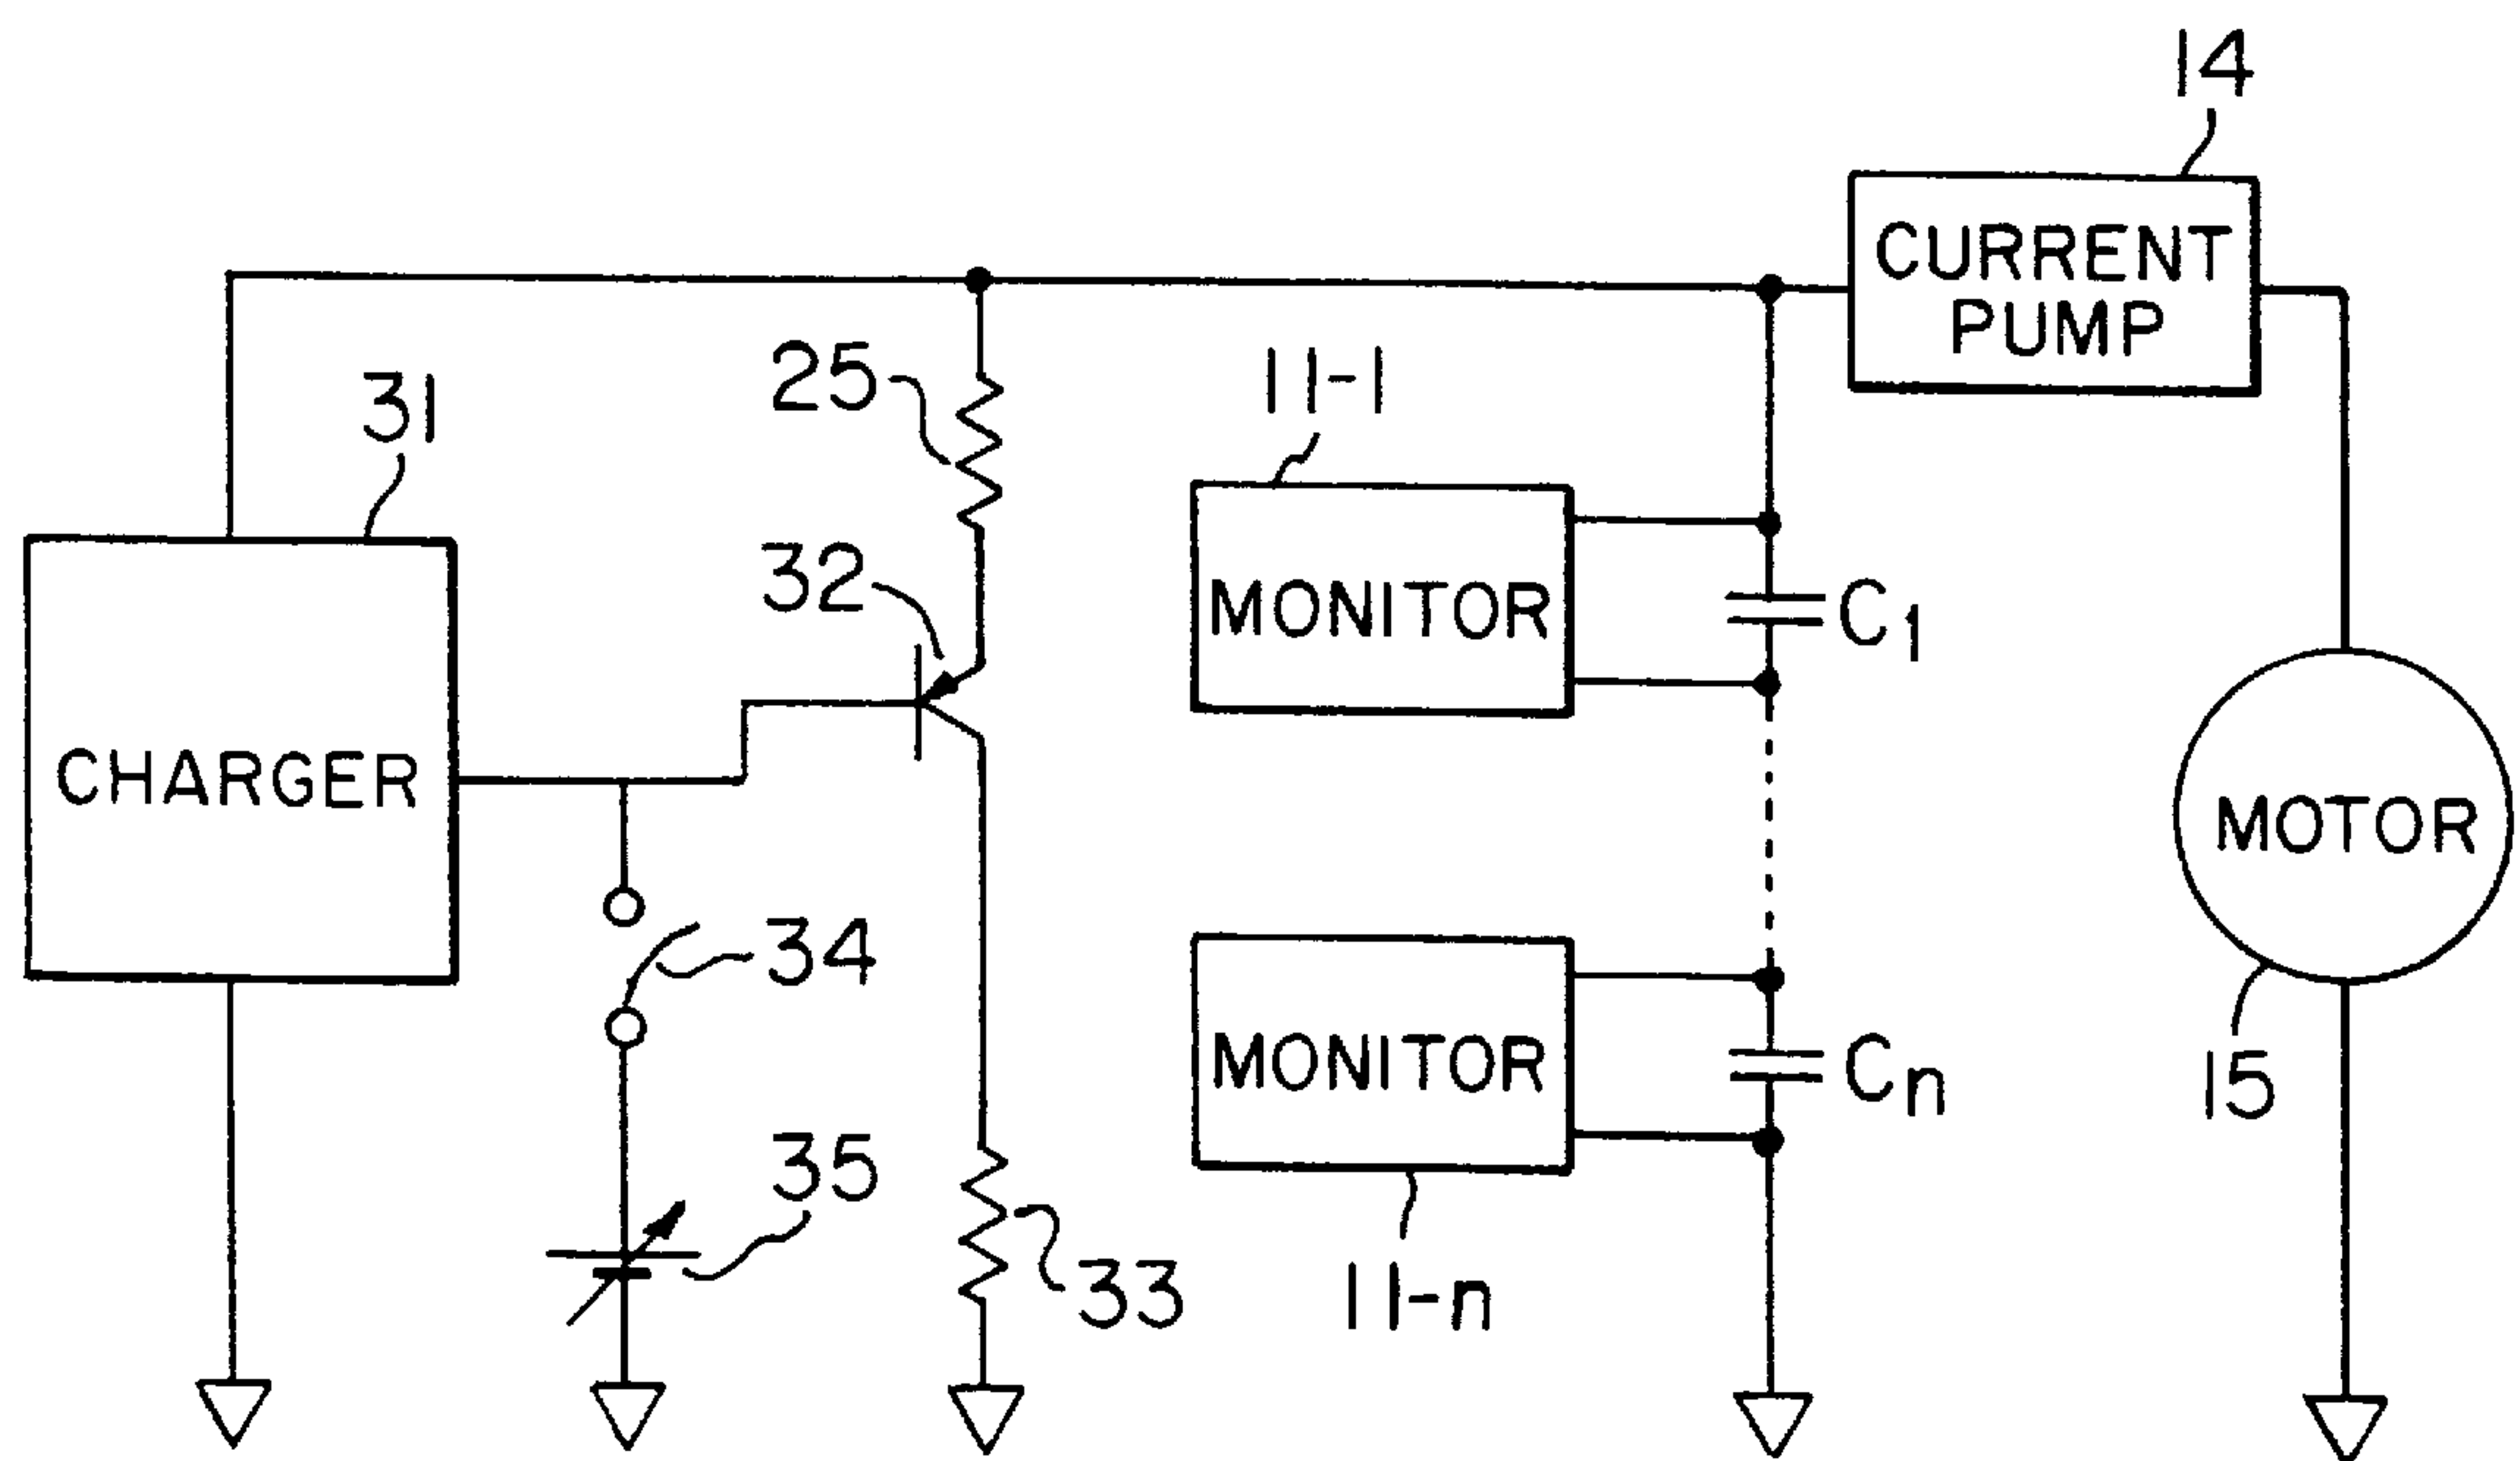 14
CURRENT
PUMP
31
25
11-1
32
MONITOR
C1
CHARGER
MOTOR
34
MONITOR
Cn
15
35
33
11-n